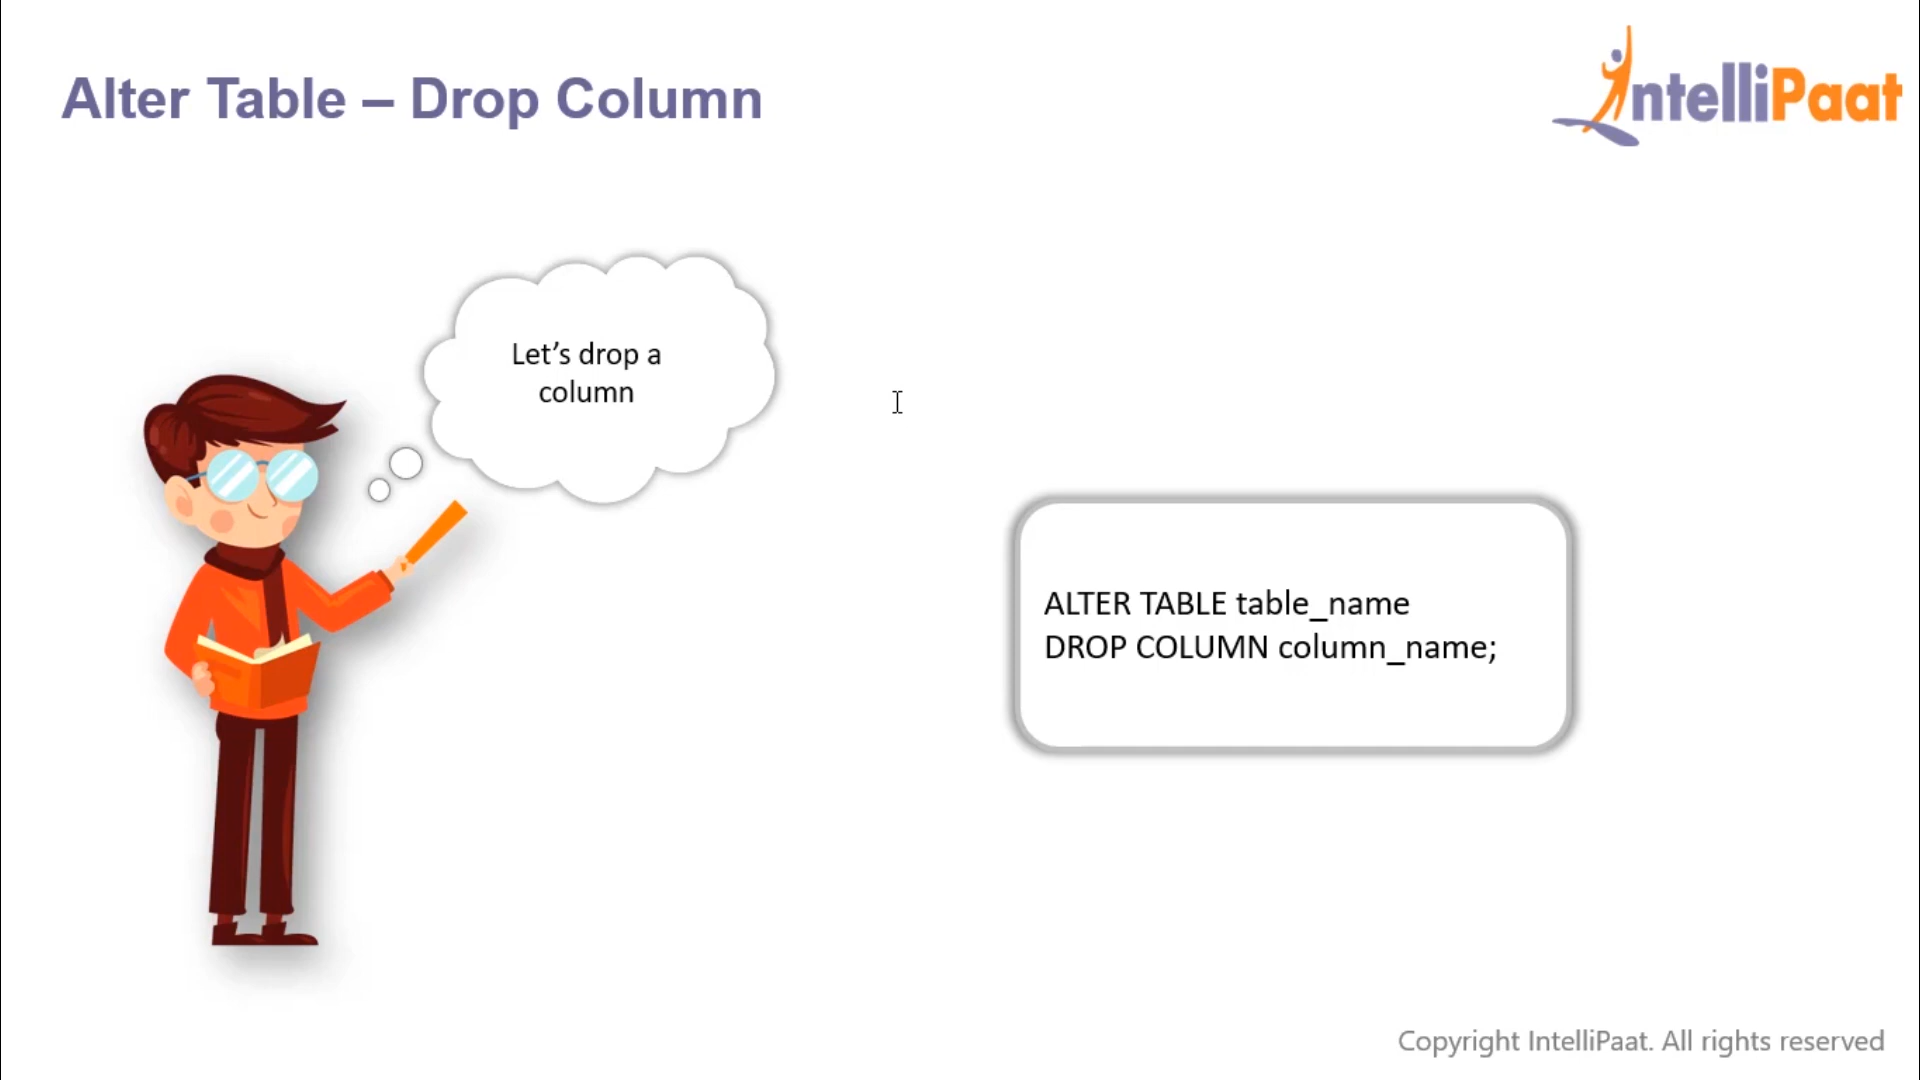 Alter Table – Drop Column
IntelliPaat
Let’s drop a
column
ALTER TABLE table_name
DROP COLUMN column_name;
Copyright IntelliPaat. All rights reserved